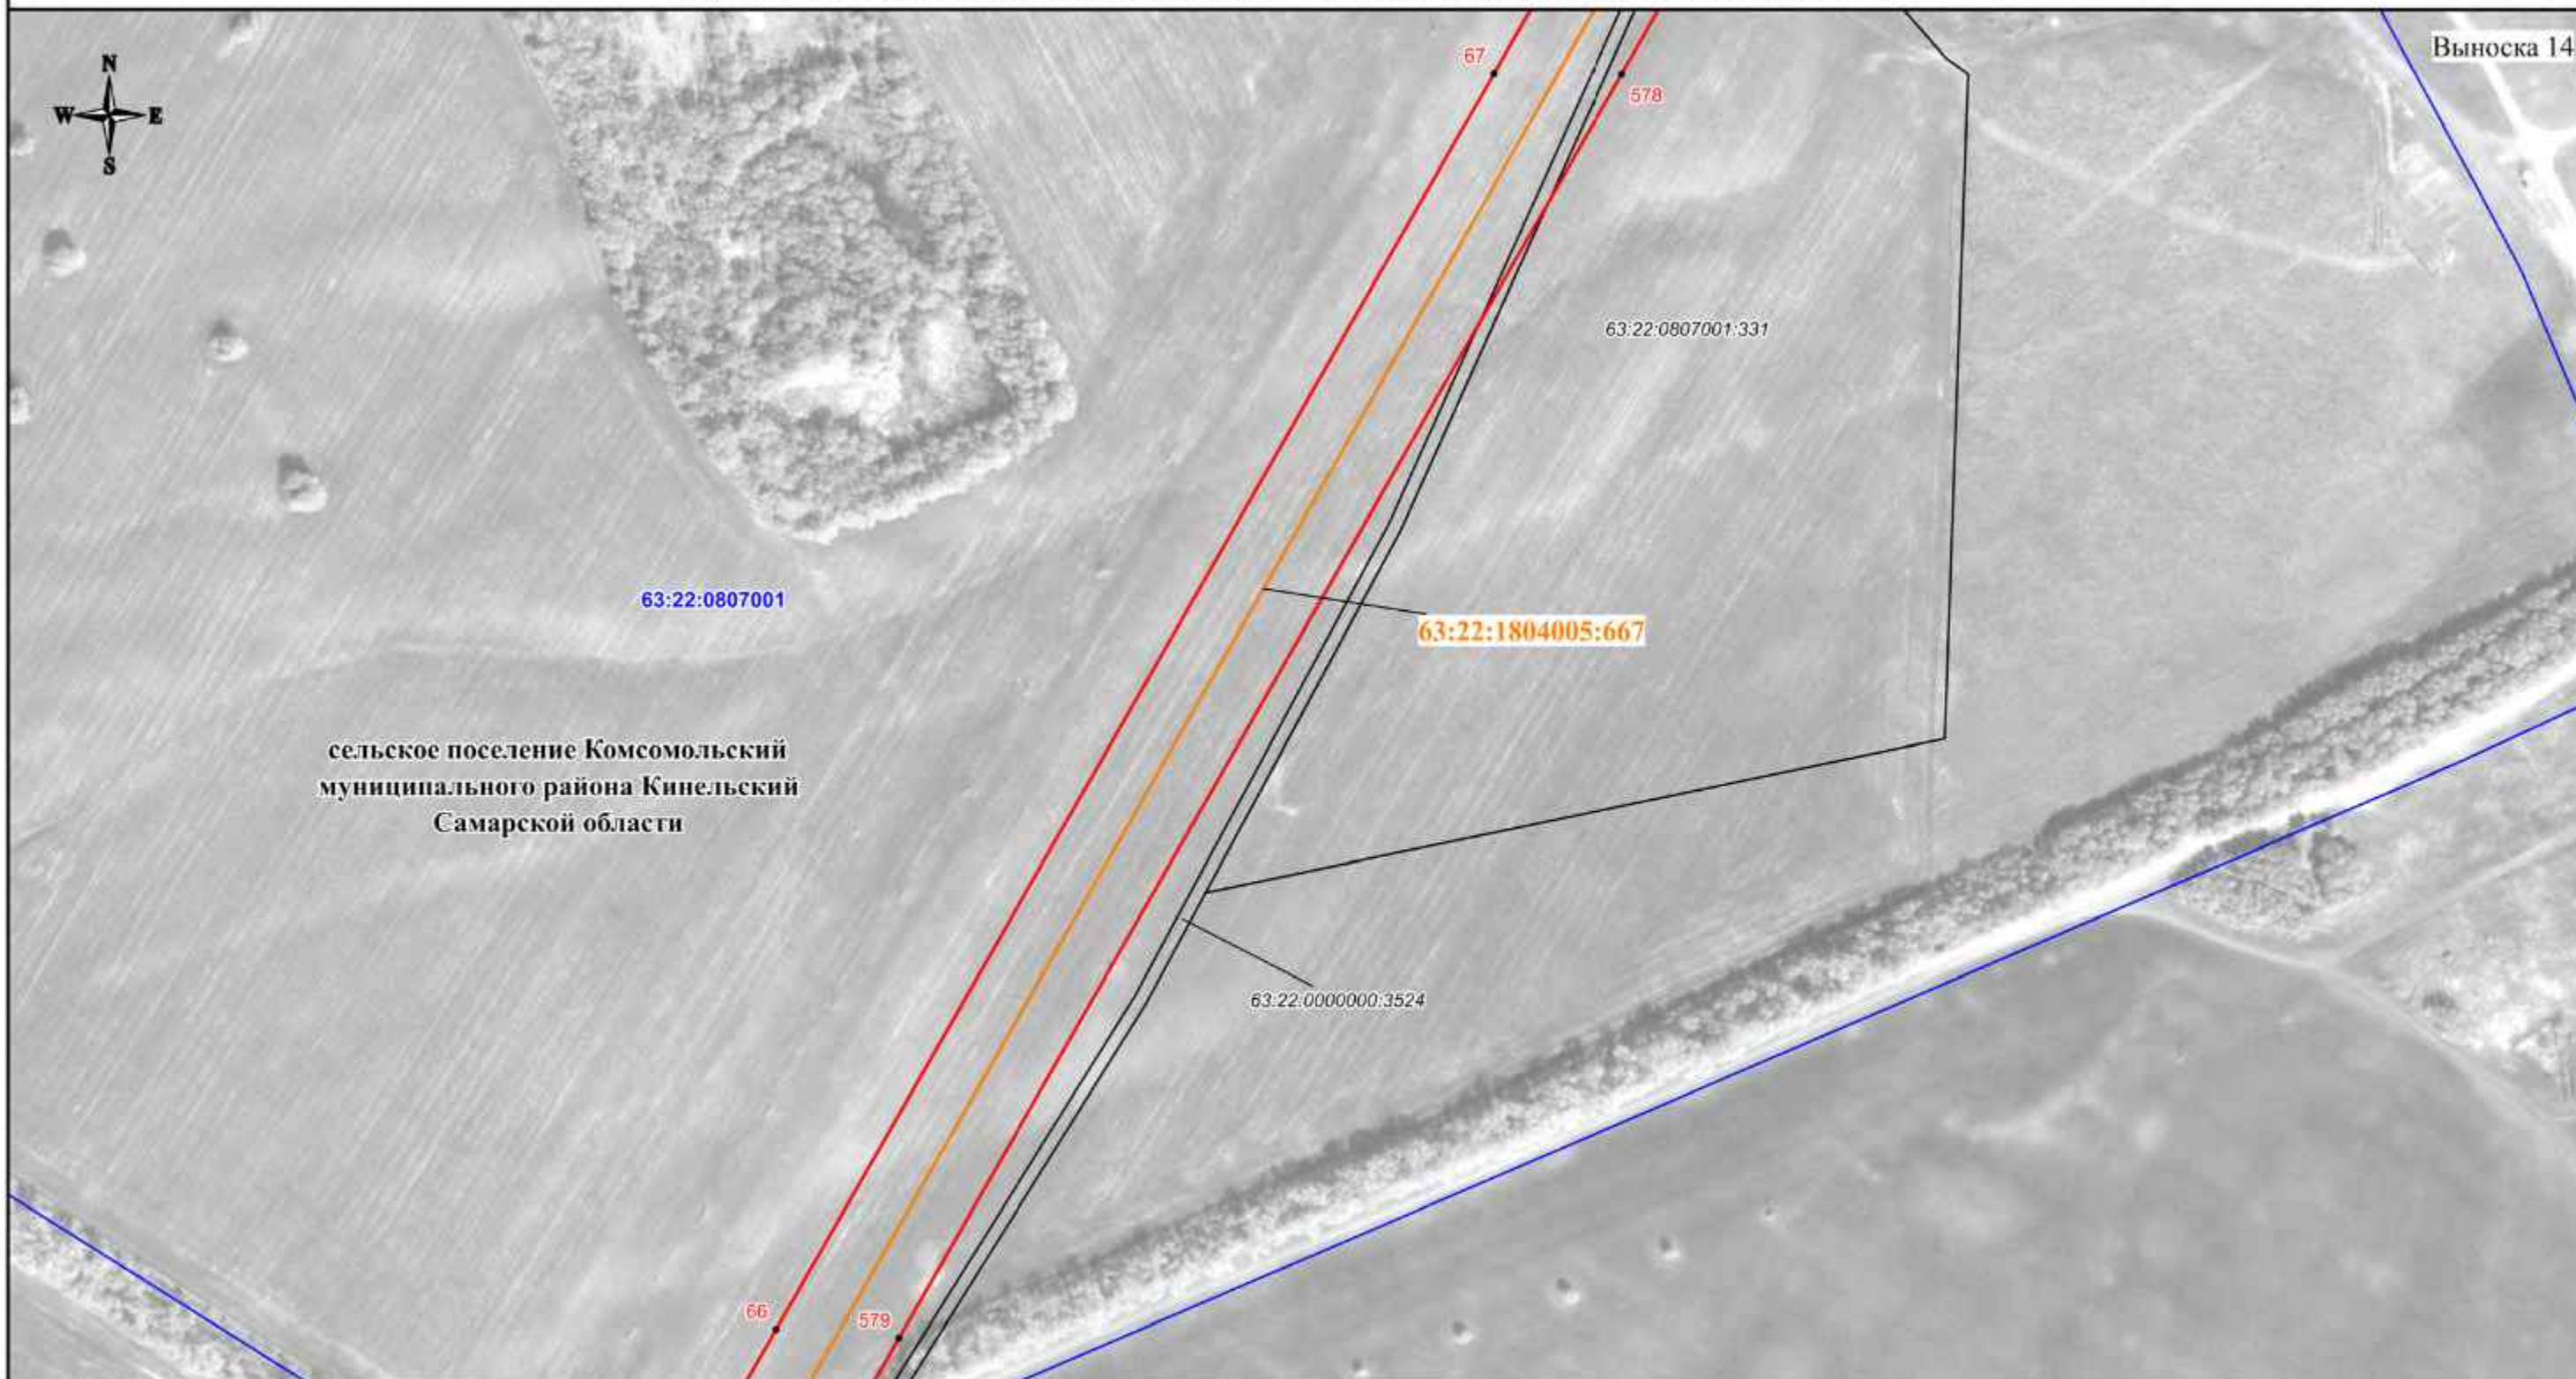 Выноска 14
N
W E
S
67
578
63:22:0807001:331
63:22:0807001
63:22:1804005:667
сельское поселение Комсомольский
муниципального района Кинельский
Самарской области
63:22:0000000:3524
66
579